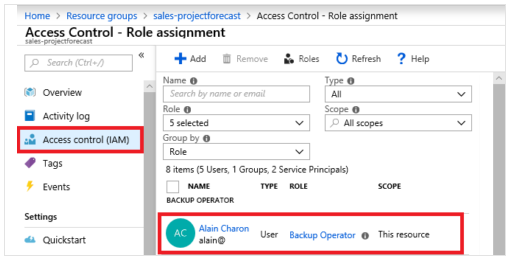 Home > Resource groups > sales-projectforecast > Access Control - Role assignment
Access Control - Role assignment
sales-projectforecast
Search (Ctrl+/)
«
Overview
Activity log
Access control (IAM)
Tags
Events
Settings
Quickstart
Add Remove Roles Refresh ? Help
Name
Type
Search by name or email
All
Role
Scope
5 selected
All scopes
Group by
Role
8 items (5 Users, 1 Groups, 2 Service Principals)
NAME TYPE ROLE SCOPE
BACKUP OPERATOR
AC
Alain Charon
alain@
User Backup Operator This resource